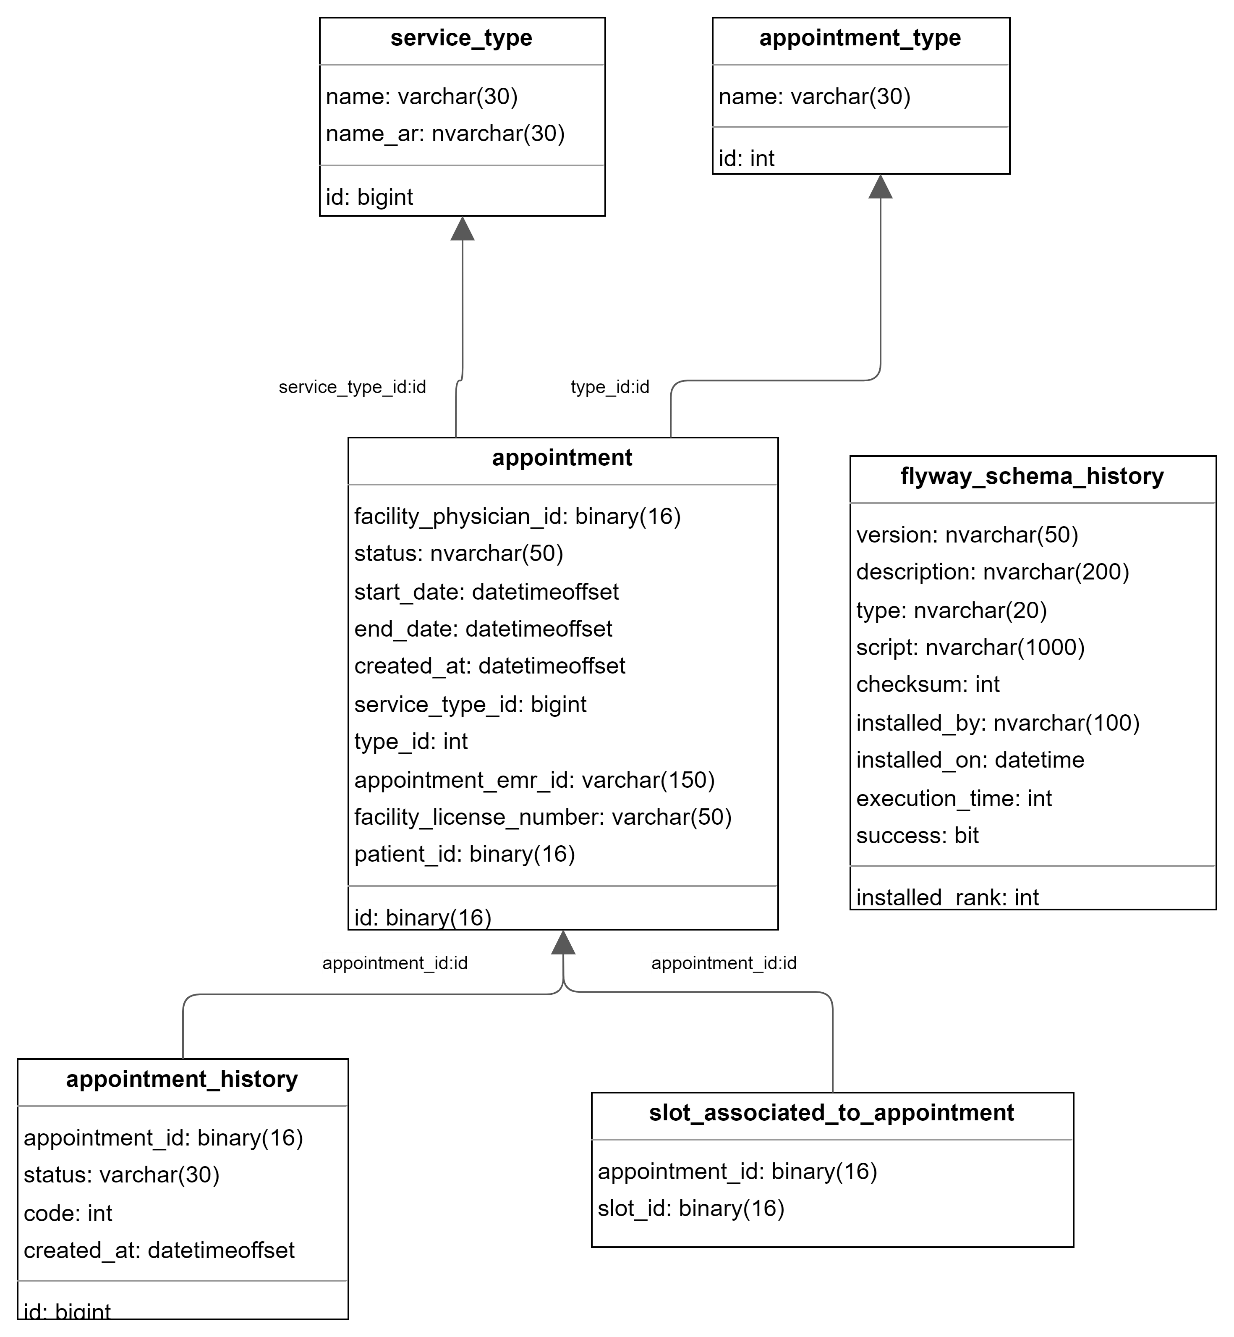 service_type
name: varchar(30)
name_ar: nvarchar(30)
id: bigint
appointment_type
name: varchar(30)
id: int
service_type_id:id
type_id:id
appointment
facility_physician_id: binary(16)
status: nvarchar(50)
start_date: datetimeoffset
end_date: datetimeoffset
created_at: datetimeoffset
service_type_id: bigint
type_id: int
appointment_emr_id: varchar(150)
facility_license_number: varchar(50)
patient_id: binary(16)
id: binary(16)
flyway_schema_history
version: nvarchar(50)
description: nvarchar(200)
type: nvarchar(20)
script: nvarchar(1000)
checksum: int
installed_by: nvarchar(100)
installed_on: datetime
execution_time: int
success: bit
installed_rank: int
appointment_id:id
appointment_id:id
appointment_history
appointment_id: binary(16)
status: varchar(30)
code: int
created_at: datetimeoffset
id: bigint
slot_associated_to_appointment
appointment_id: binary(16)
slot_id: binary(16)